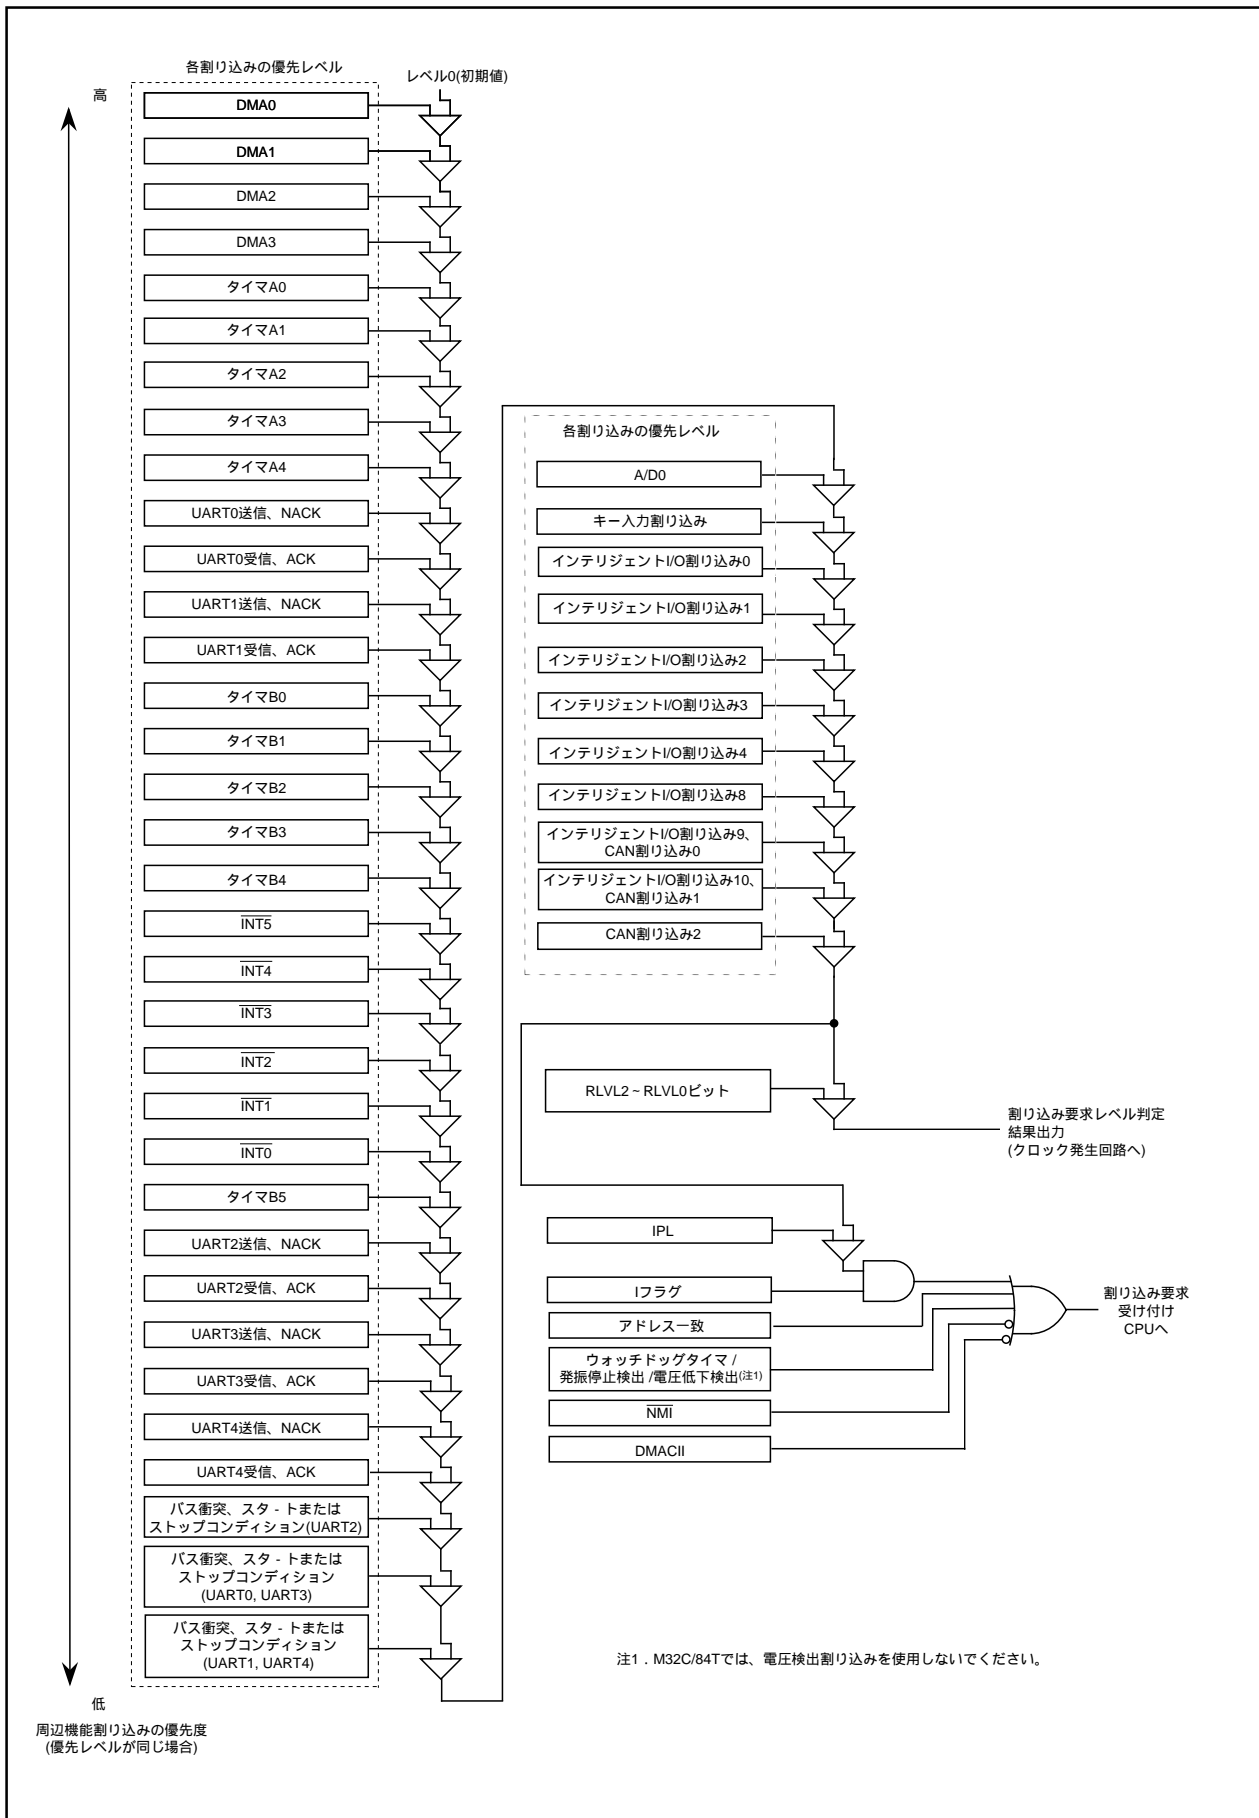 各割り込みの優先レベル
レベル0(初期値)
高
DMA0
DMA1
DMA2
DMA3
タイマA0
タイマA1
タイマA2
タイマA3
タイマA4
UART0送信、NACK
UART0受信、ACK
UART1送信、NACK
UART1受信、ACK
タイマB0
タイマB1
タイマB2
タイマB3
タイマB4
INT5
INT4
INT3
INT2
INT1
INT0
タイマB5
UART2送信、NACK
UART2受信、ACK
UART3送信、NACK
UART3受信、ACK
UART4送信、NACK
UART4受信、ACK
バス衝突、スタ - トまたは
ストップコンディション(UART2)
バス衝突、スタ - トまたは
ストップコンディション
(UART0, UART3)
バス衝突、スタ - トまたは
ストップコンディション
(UART1, UART4)
低
周辺機能割り込みの優先度
(優先レベルが同じ場合)
各割り込みの優先レベル
A/D0
キー入力割り込み
インテリジェントI/O割り込み0
インテリジェントI/O割り込み1
インテリジェントI/O割り込み2
インテリジェントI/O割り込み3
インテリジェントI/O割り込み4
インテリジェントI/O割り込み8
インテリジェントI/O割り込み9、
CAN割り込み0
インテリジェントI/O割り込み10、
CAN割り込み1
CAN割り込み2
RLVL2 ~ RLVL0ビット
割り込み要求レベル判定
結果出力
(クロック発生回路へ)
IPL
Iフラグ
アドレス一致
ウォッチドッグタイマ /
発振停止検出 /電圧低下検出(注1)
NMI
DMACII
割り込み要求
受け付け
CPUへ
注1 . M32C/84Tでは、電圧検出割り込みを使用しないでください。